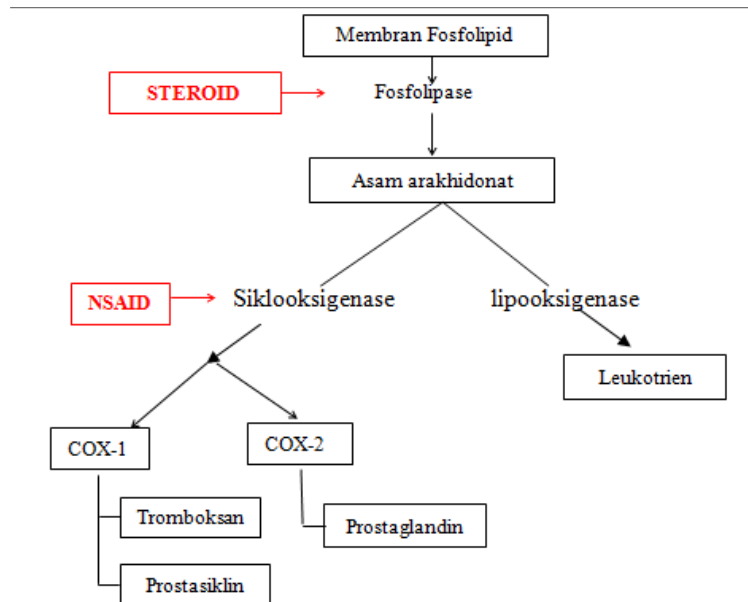 Membran Fosfolipid
STEROID
Fosfolipase
Asam arakhidonat
NSAID
Siklooksigenase
lipooksigenase
Leukotrien
COX-1
COX-2
Tromboksan
Prostaglandin
Prostasiklin